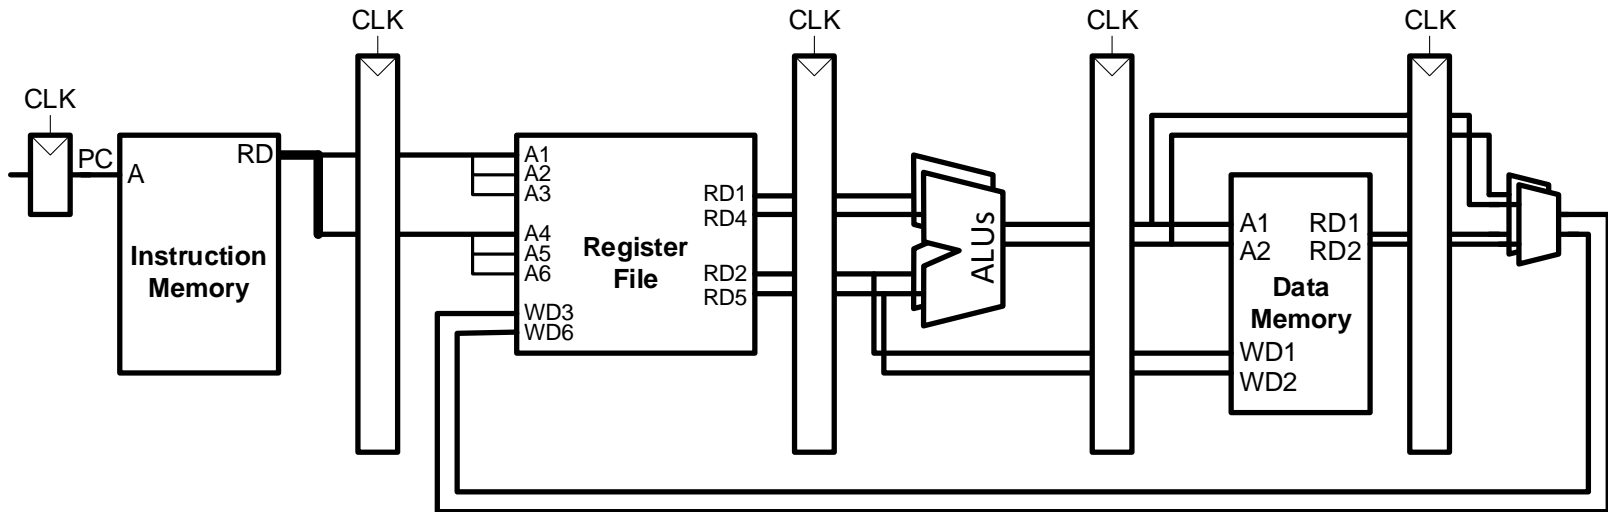 CLK
CLK
CLK
CLK
CLK
PC
A
RD
Instruction
Memory
A1
A2
A3
A4
A5
A6
WD3
WD6
Register
File
RD1
RD4
RD2
RD5
ALUs
A1
A2
RD1
RD2
Data
Memory
WD1
WD2